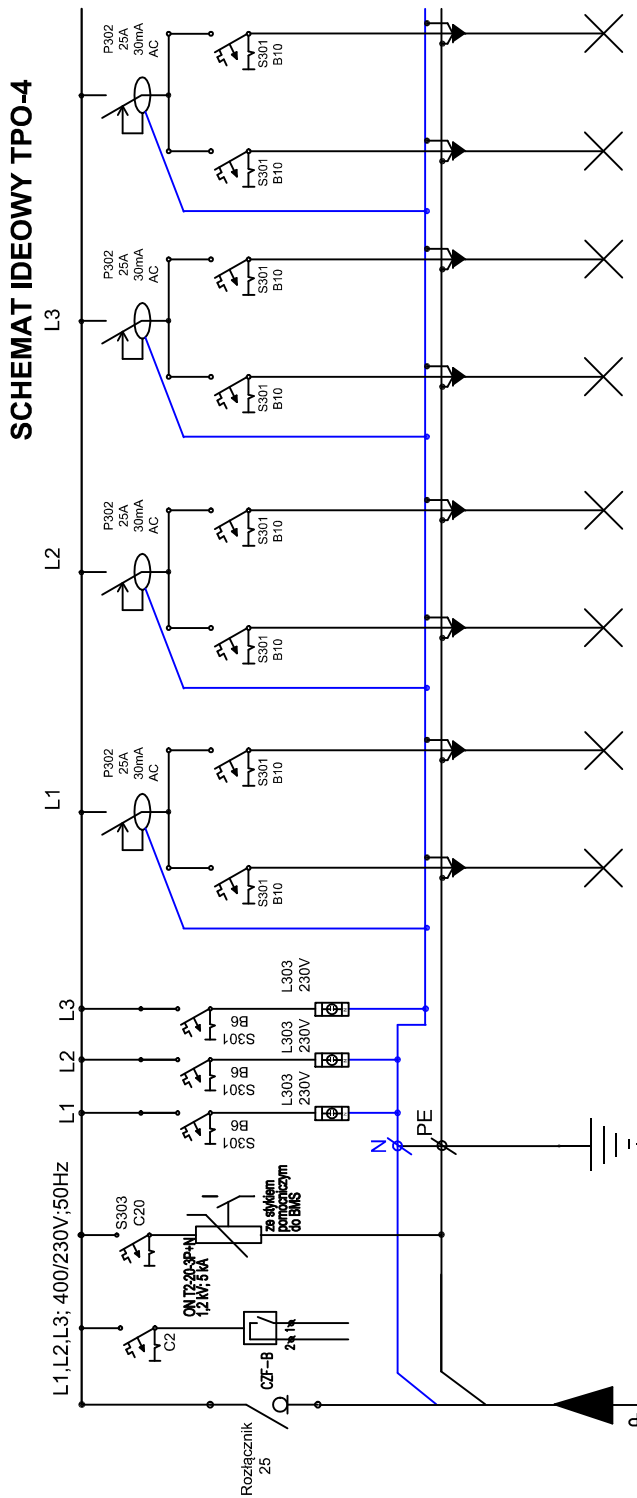 SCHEMAT IDEOWY TPO-4
L1,L2,L3; 400/230V;50Hz
L1
L2
L3
L1
L2
L3
Rozłącznik
25
C2
CZF-B
2
1
S303
C20
ON T2-20-3P+N
1,2 kV; 5 kA
ze stykiem
pomocniczym
do BMS
S301
B6
L303
230V
S301
B6
L303
230V
S301
B6
L303
230V
N
PE
P302
25A
30mA
AC
S301
B10
S301
B10
P302
25A
30mA
AC
S301
B10
S301
B10
P302
25A
30mA
AC
S301
B10
S301
B10
P302
25A
30mA
AC
S301
B10
S301
B10